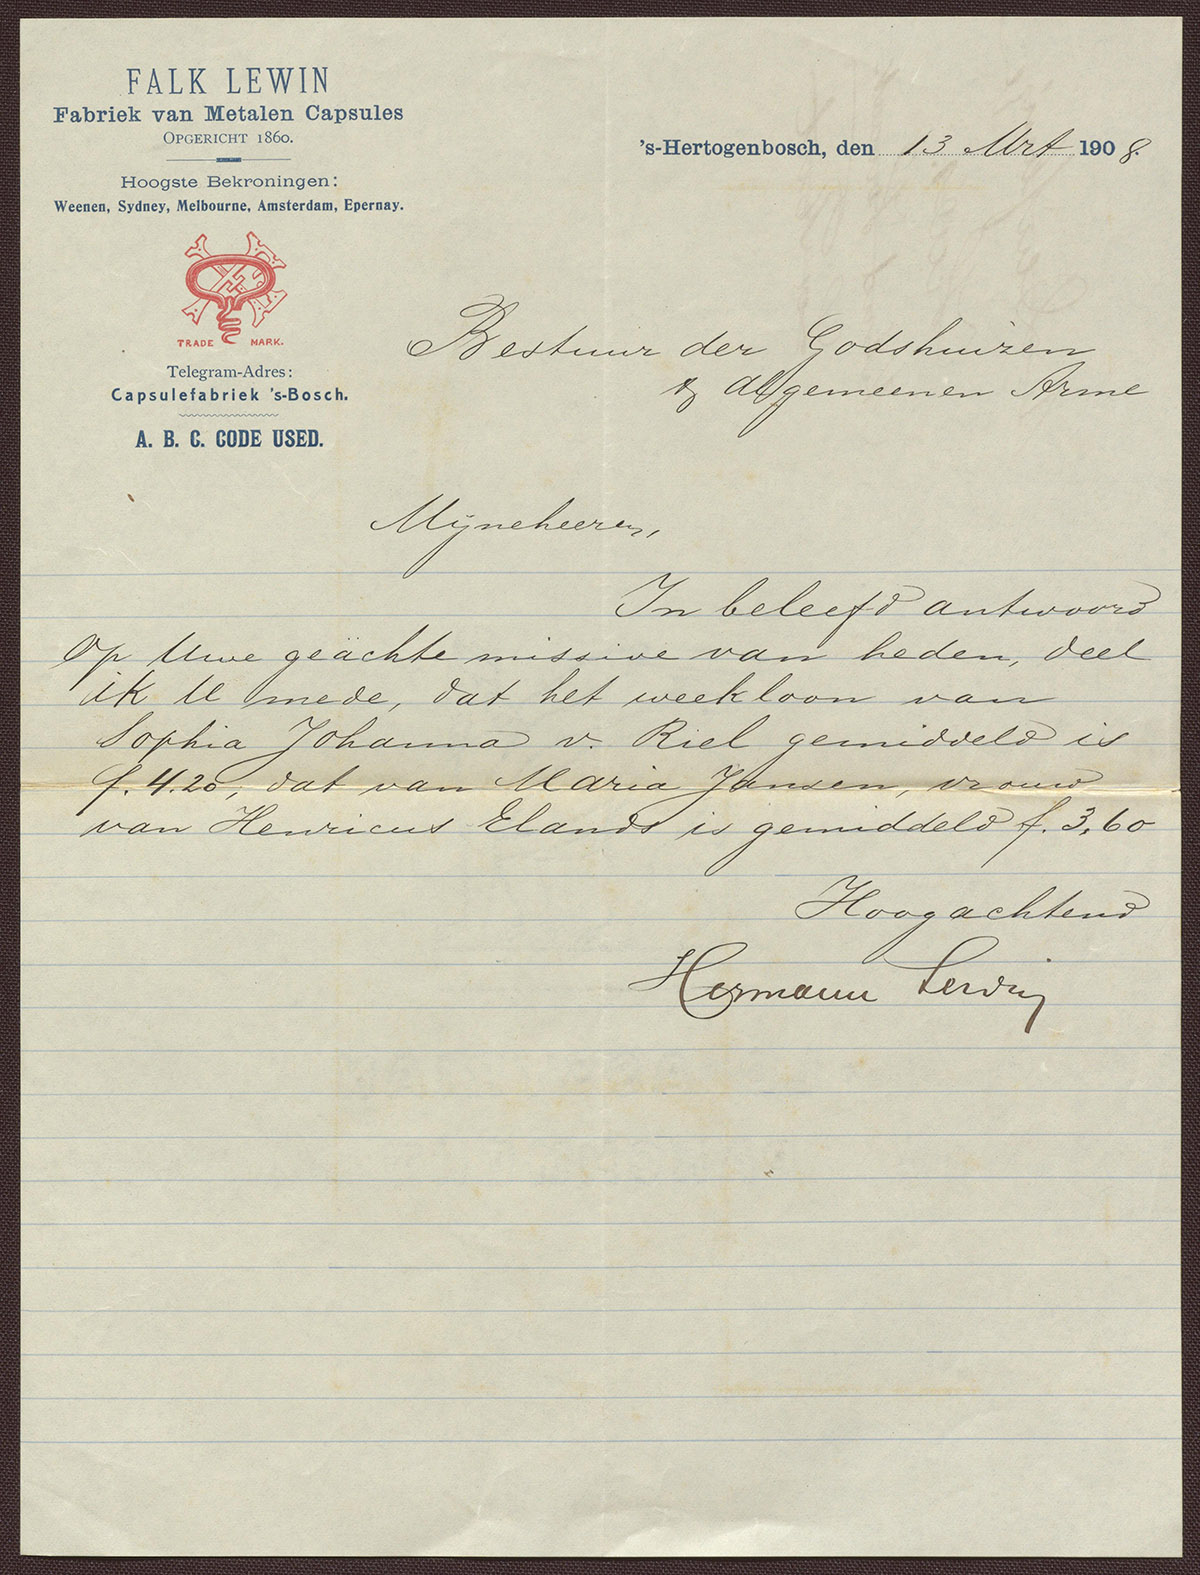 FALK LEWIN
Fabriek van Metalen Capsules
OPGERICHT 1860.
Hoogste Bekroningen:
Weenen, Sydney, Melbourne, Amsterdam, Epernay.
TRADE MARK.
Telegram-Adres:
Capsulefabriek 's-Bosch.
A. B. C. CODE USED.
's-Hertogenbosch, den 13 Mrt 1908.
Bestuur der Godshuizen
& Algemeenen Arme
Mijneheeren,
In beleefd antwoord
op Uwe geächte missive van heden, deel
ik U mede, dat het weekloon van
Sophia Johanna v. Riel gemiddeld is
f. 4.20, dat van Maria Jansen, vrouw
van Henricus Elands is gemiddeld f. 3,60
Hoogachtend
Hermann Lewin